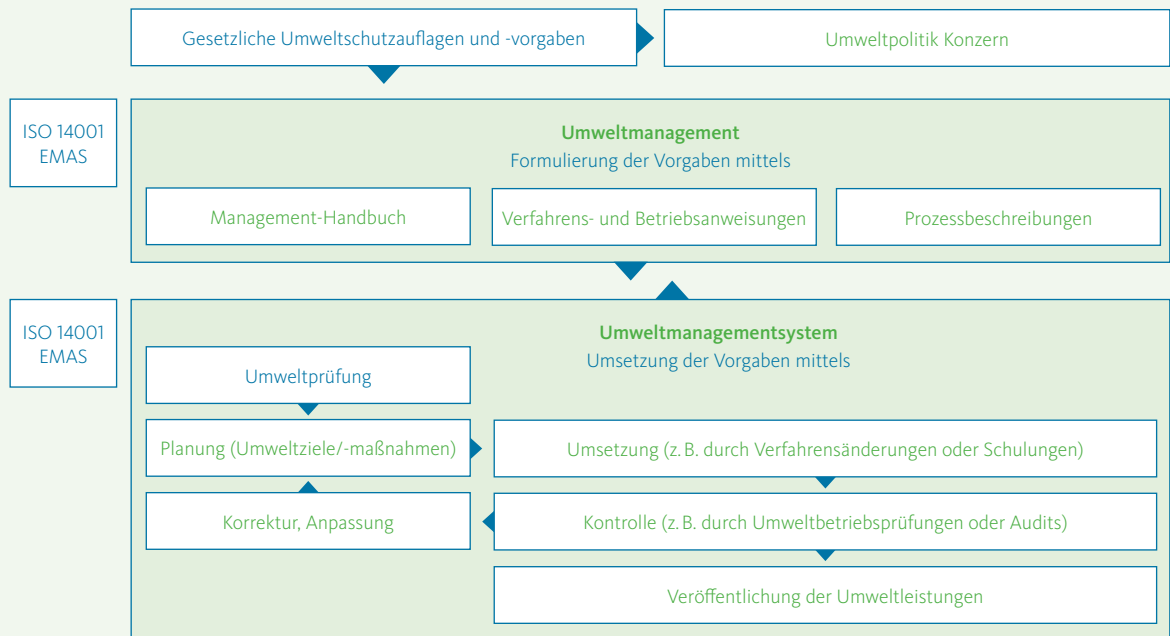 Gesetzliche Umweltschutzauflagen und -vorgaben
Umweltpolitik Konzern
ISO 14001
EMAS
Umweltmanagement
Formulierung der Vorgaben mittels
Management-Handbuch
Verfahrens- und Betriebsanweisungen
Prozessbeschreibungen
ISO 14001
EMAS
Umweltmanagementsystem
Umsetzung der Vorgaben mittels
Umweltprüfung
Planung (Umweltziele/-maßnahmen)
Umsetzung (z. B. durch Verfahrensänderungen oder Schulungen)
Korrektur, Anpassung
Kontrolle (z. B. durch Umweltbetriebsprüfungen oder Audits)
Veröffentlichung der Umweltleistungen